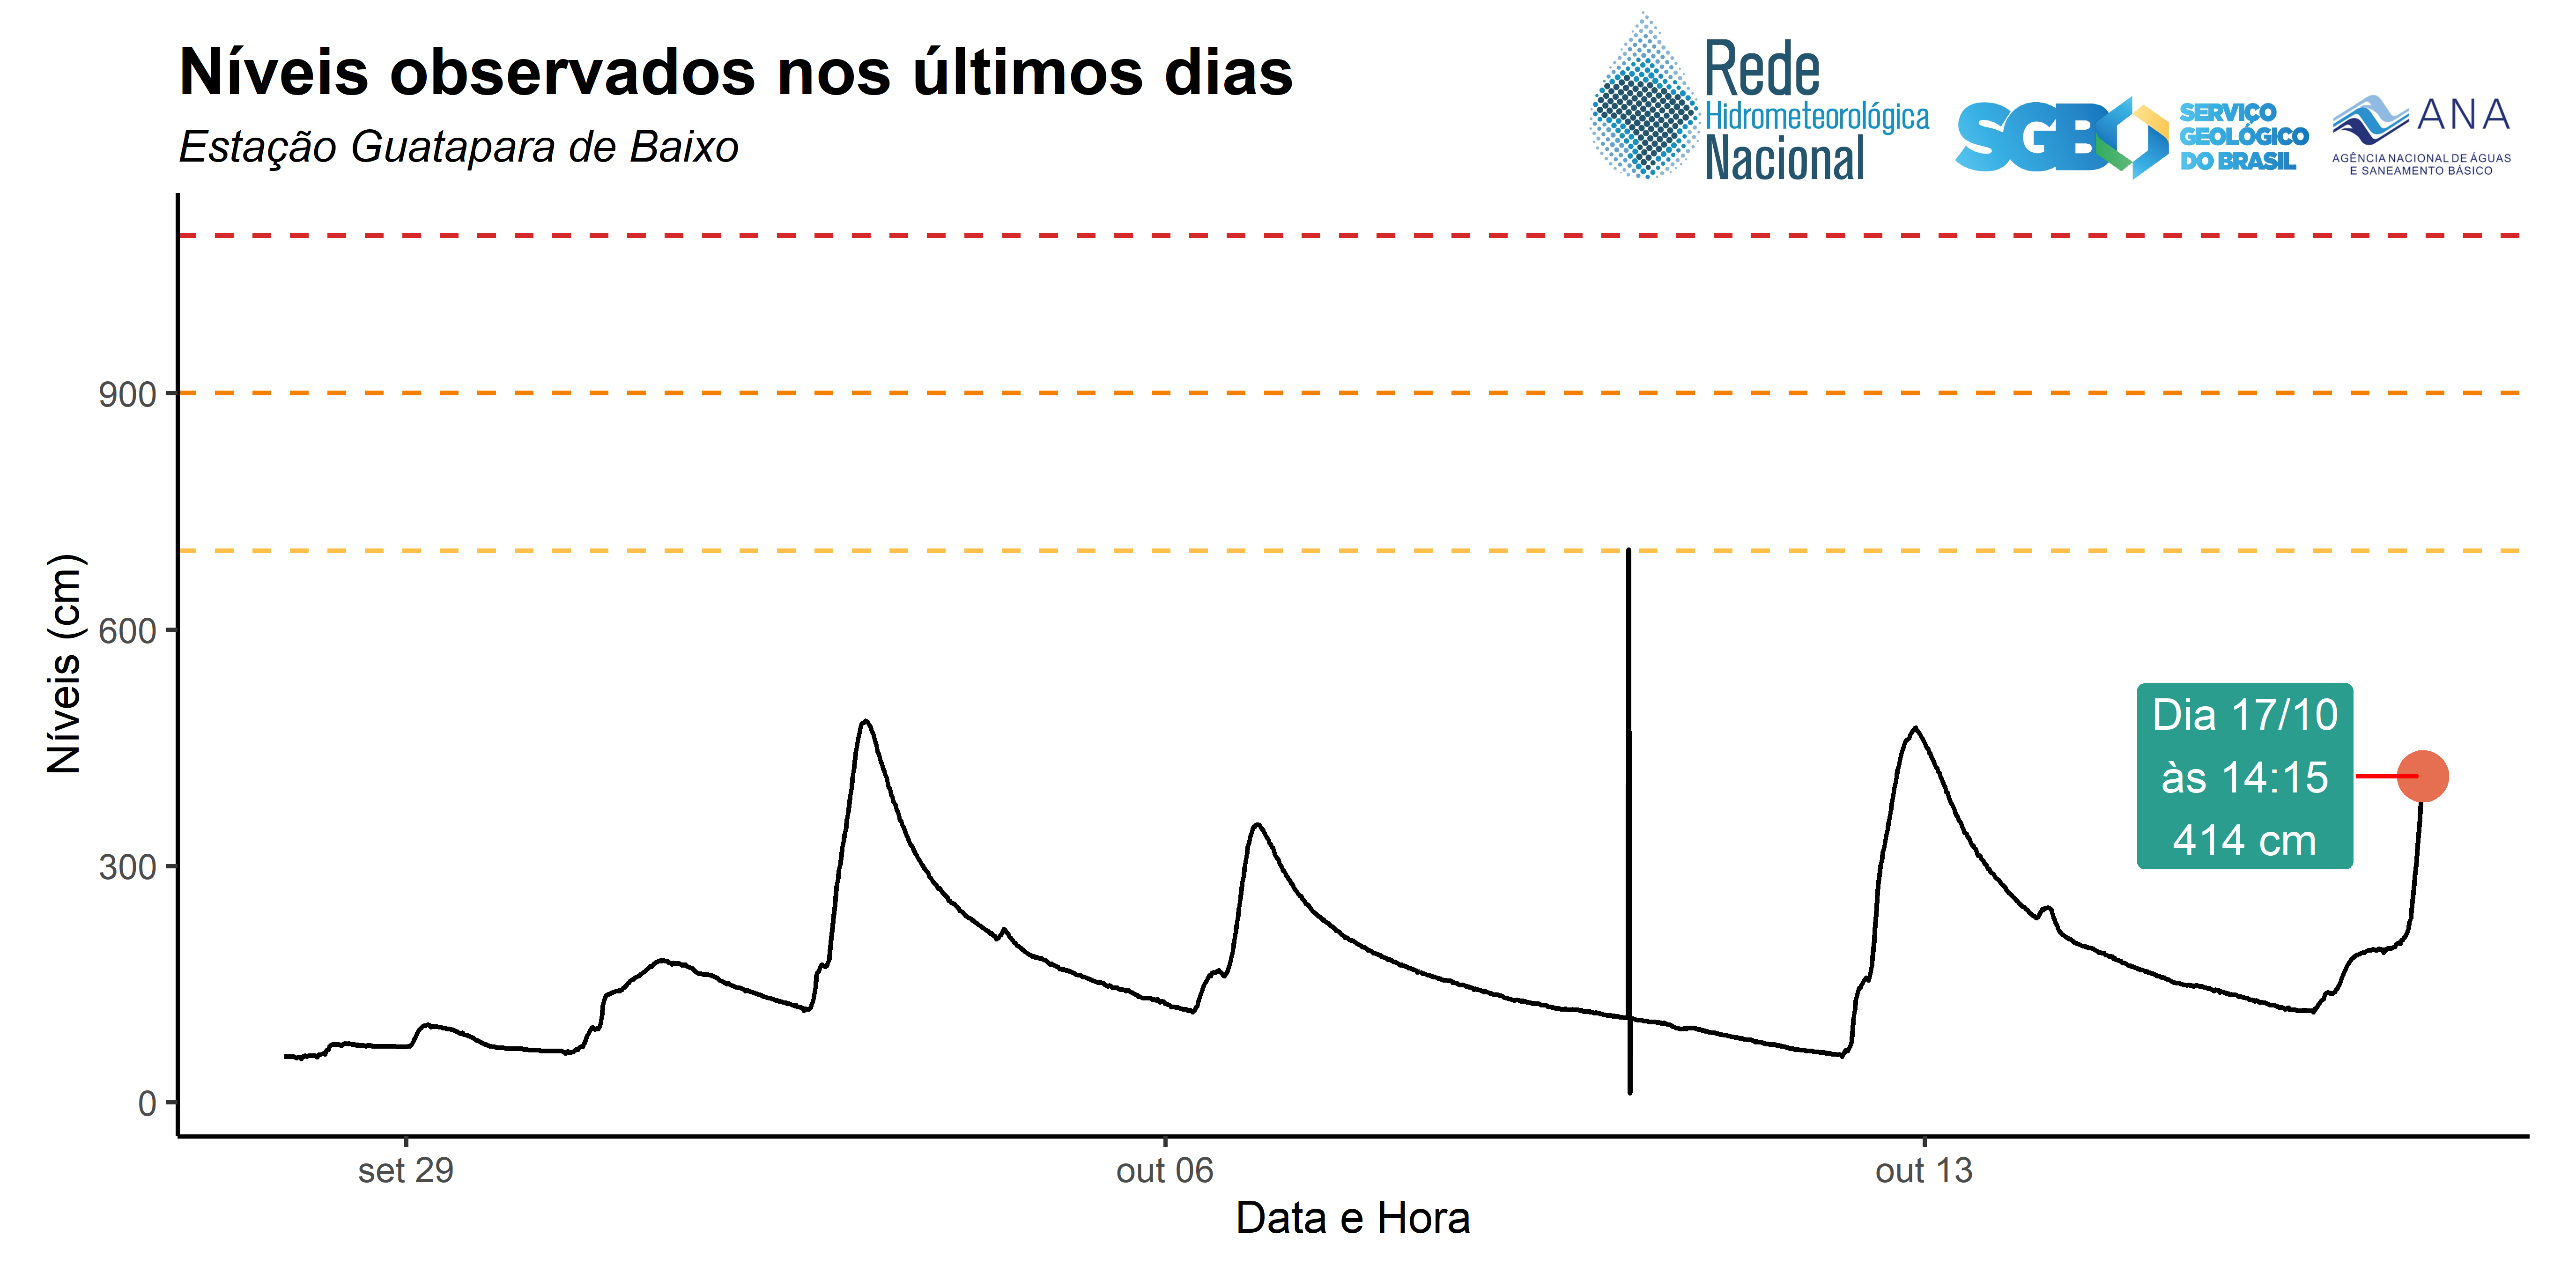 Níveis observados nos últimos dias
Estação Guatapara de Baixo
Rede
Hidrometeorológica
Nacional
SGB
SERVIÇO
GEOLÓGICO
DO BRASIL
ANA
AGÊNCIA NACIONAL DE ÁGUAS
E SANEAMENTO BÁSICO
Níveis (cm)
900
600
300
0
Dia 17/10
às 14:15
414 cm
set 29
out 06
out 13
Data e Hora